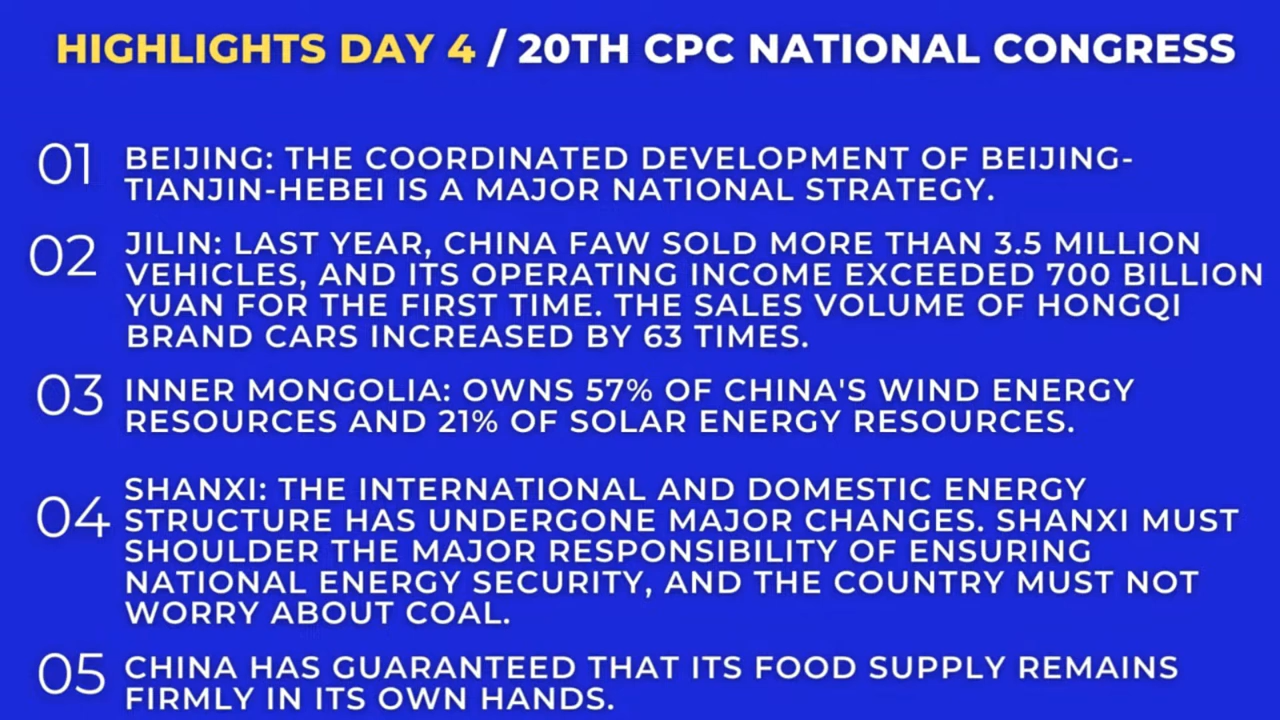 HIGHLIGHTS DAY 4 / 20TH CPC NATIONAL CONGRESS
01 BEIJING: THE COORDINATED DEVELOPMENT OF BEIJING-
TIANJIN-HEBEI IS A MAJOR NATIONAL STRATEGY.
02 JILIN: LAST YEAR, CHINA FAW SOLD MORE THAN 3.5 MILLION
VEHICLES, AND ITS OPERATING INCOME EXCEEDED 700 BILLION
YUAN FOR THE FIRST TIME. THE SALES VOLUME OF HONGQI
BRAND CARS INCREASED BY 63 TIMES.
03 INNER MONGOLIA: OWNS 57% OF CHINA'S WIND ENERGY
RESOURCES AND 21% OF SOLAR ENERGY RESOURCES.
SHANXI: THE INTERNATIONAL AND DOMESTIC ENERGY
04 STRUCTURE HAS UNDERGONE MAJOR CHANGES. SHANXI MUST
SHOULDER THE MAJOR RESPONSIBILITY OF ENSURING
NATIONAL ENERGY SECURITY, AND THE COUNTRY MUST NOT
WORRY ABOUT COAL.
05 CHINA HAS GUARANTEED THAT ITS FOOD SUPPLY REMAINS
FIRMLY IN ITS OWN HANDS.